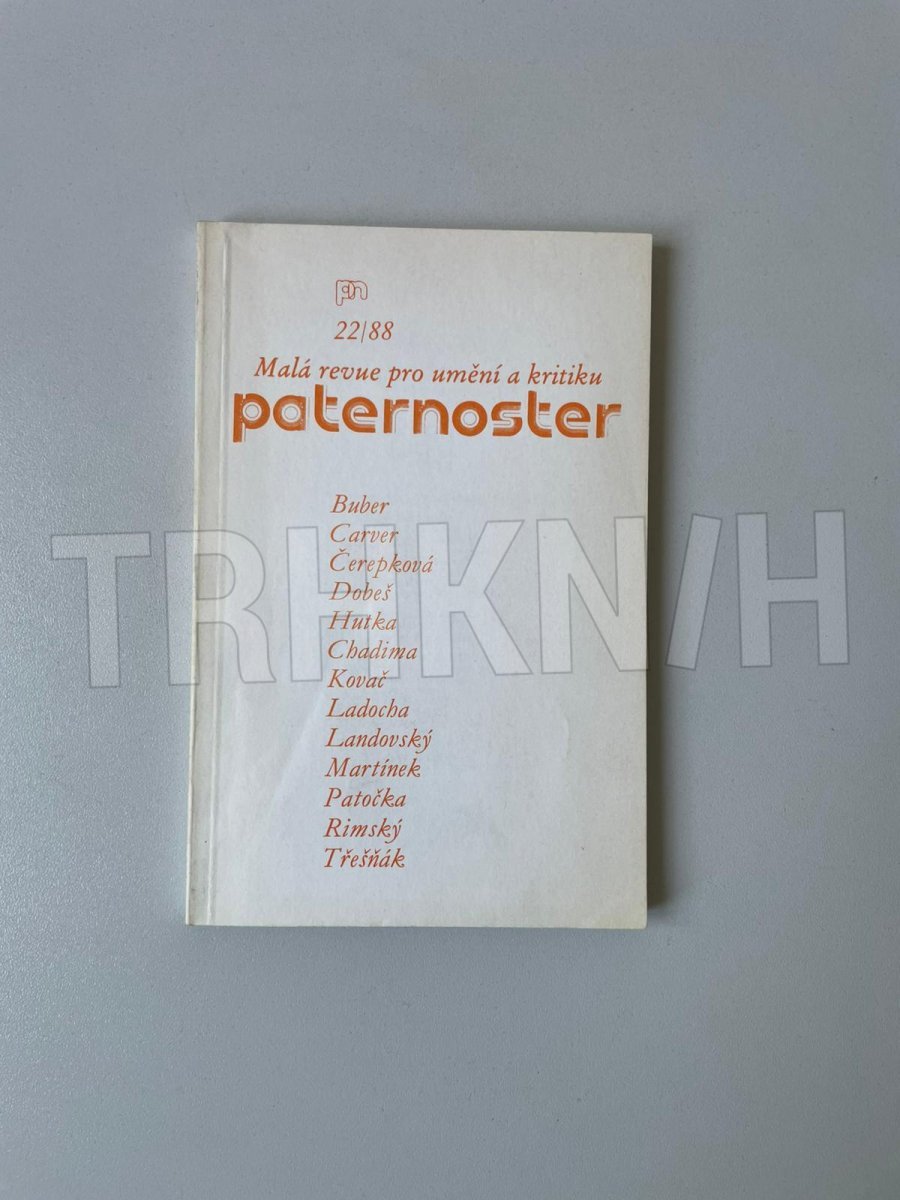 pn
22/88
Malá revue pro umění a kritiku
paternoster
Buber
Carver
Čerepková
Dobeš
Hutka
Chadima
Kovač
Ladocha
Landovský
Martínek
Patočka
Rimský
Třešňák
TRHKN/H